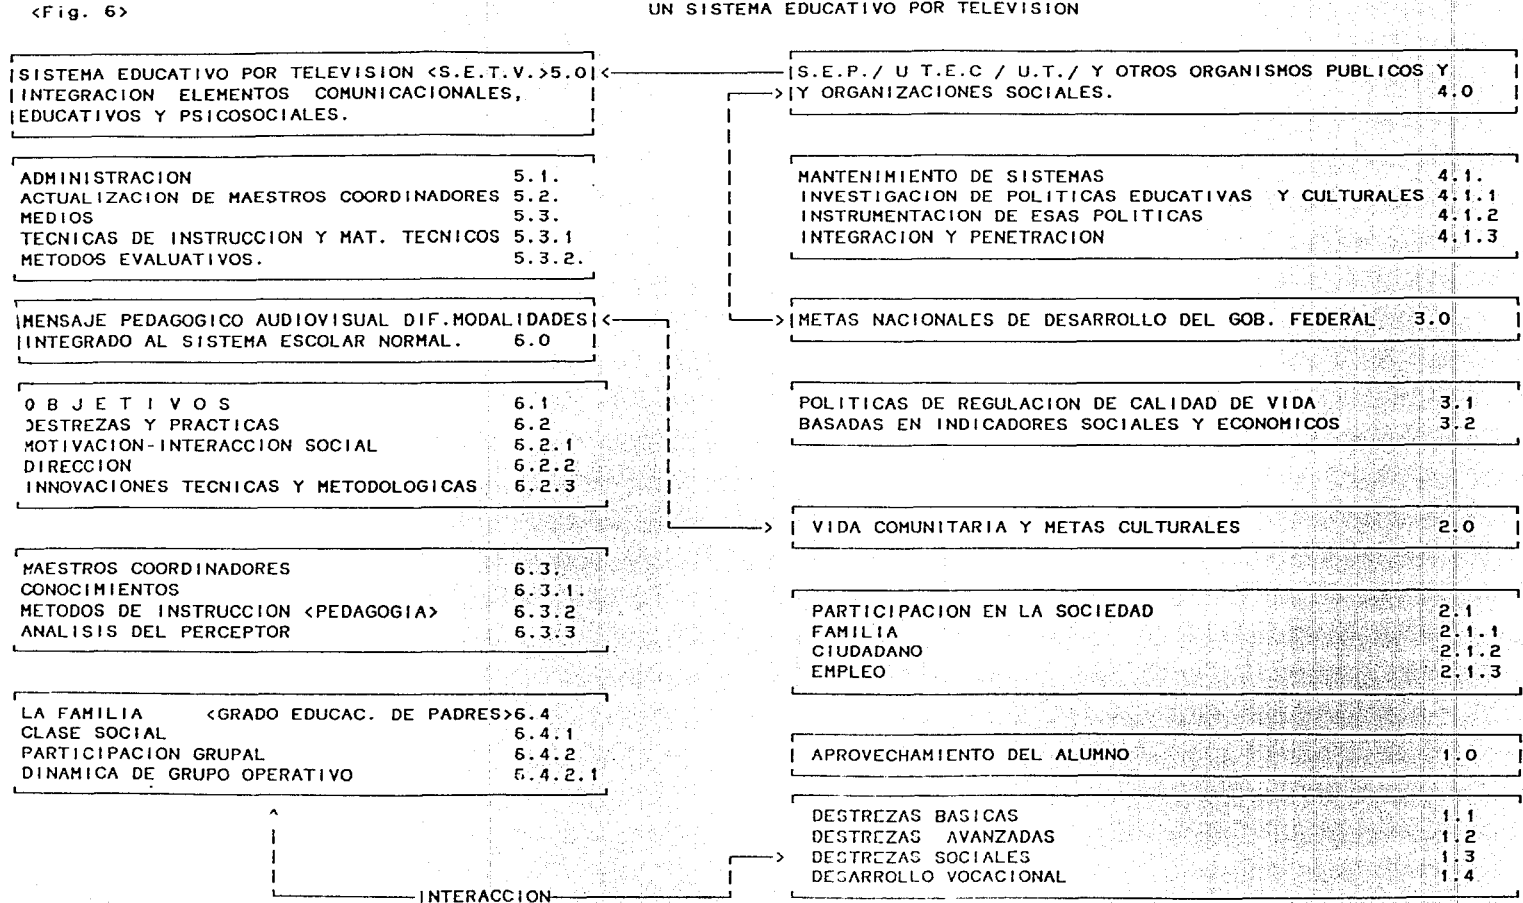 <Fig. 6>
UN SISTEMA EDUCATIVO POR TELEVISION
SISTEMA EDUCATIVO POR TELEVISION <S.E.T.V.>5.0
INTEGRACION ELEMENTOS COMUNICACIONALES,
EDUCATIVOS Y PSICOSOCIALES.
ADMINISTRACION 5.1.
ACTUALIZACION DE MAESTROS COORDINADORES 5.2.
MEDIOS 5.3.
TECNICAS DE INSTRUCCION Y MAT. TECNICOS 5.3.1
METODOS EVALUATIVOS. 5.3.2.
MENSAJE PEDAGOGICO AUDIOVISUAL DIF.MODALIDADES
INTEGRADO AL SISTEMA ESCOLAR NORMAL. 6.0
O B J E T I V O S 6.1
DESTREZAS Y PRACTICAS 6.2
MOTIVACION-INTERACCION SOCIAL 6.2.1
DIRECCION 6.2.2
INNOVACIONES TECNICAS Y METODOLOGICAS 6.2.3
MAESTROS COORDINADORES 6.3.
CONOCIMIENTOS 6.3.1.
METODOS DE INSTRUCCION <PEDAGOGIA> 6.3.2
ANALISIS DEL PERCEPTOR 6.3.3
LA FAMILIA <GRADO EDUCAC. DE PADRES>6.4
CLASE SOCIAL 6.4.1
PARTICIPACION GRUPAL 6.4.2
DINAMICA DE GRUPO OPERATIVO 6.4.2.1
S.E.P./ U T.E.C / U.T./ Y OTROS ORGANISMOS PUBLICOS Y
Y ORGANIZACIONES SOCIALES. 4.0
MANTENIMIENTO DE SISTEMAS 4.1.
INVESTIGACION DE POLITICAS EDUCATIVAS Y CULTURALES 4.1.1
INSTRUMENTACION DE ESAS POLITICAS 4.1.2
INTEGRACION Y PENETRACION 4.1.3
METAS NACIONALES DE DESARROLLO DEL GOB. FEDERAL 3.0
POLITICAS DE REGULACION DE CALIDAD DE VIDA 3.1
BASADAS EN INDICADORES SOCIALES Y ECONOMICOS 3.2
VIDA COMUNITARIA Y METAS CULTURALES 2.0
PARTICIPACION EN LA SOCIEDAD 2.1
FAMILIA 2.1.1
CIUDADANO 2.1.2
EMPLEO 2.1.3
APROVECHAMIENTO DEL ALUMNO 1.0
DESTREZAS BASICAS 1.1
DESTREZAS AVANZADAS 1.2
DESTREZAS SOCIALES 1.3
DESARROLLO VOCACIONAL 1.4
INTERACCION